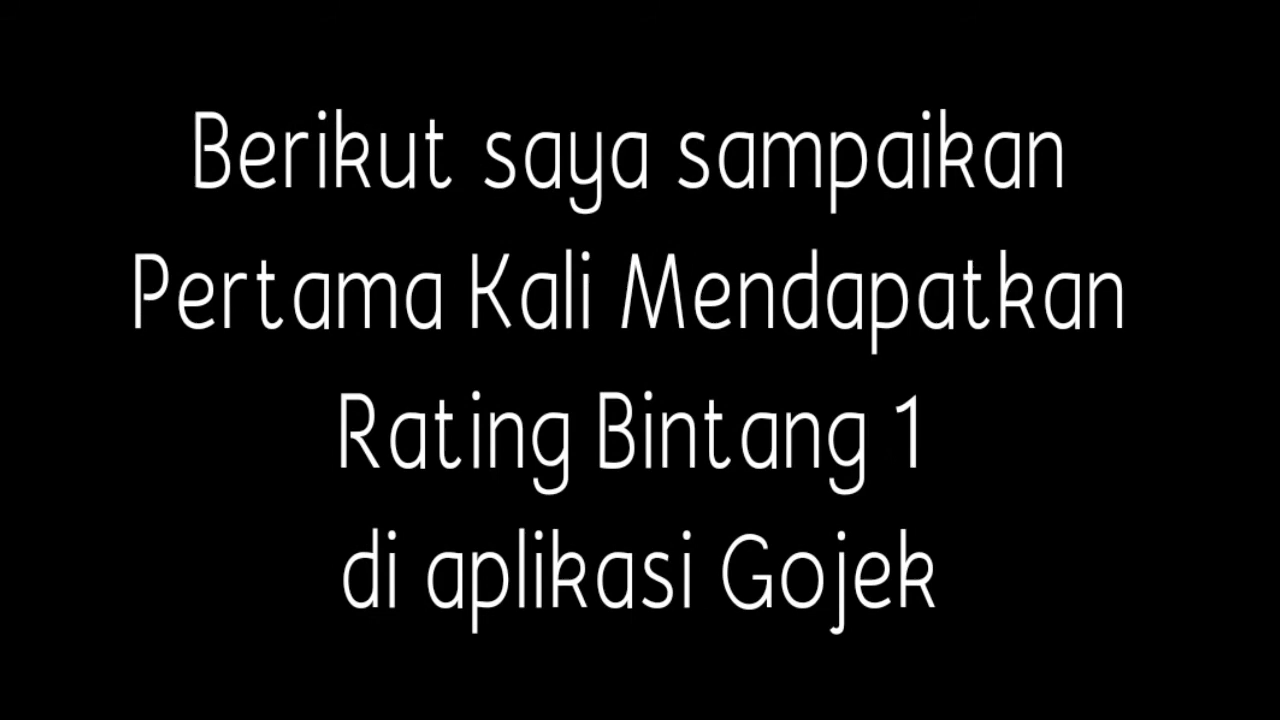 Berikut saya sampaikan
Pertama Kali Mendapatkan
Rating Bintang 1
di aplikasi Gojek